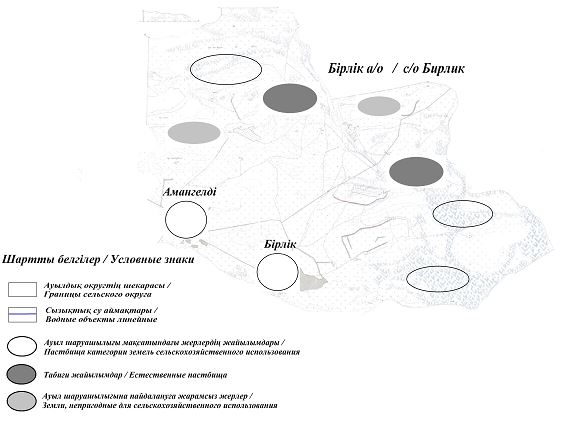 Бірлік а/о / с/о Бирлик
Амангелді
Бірлік
Шартты белгілер / Условные знаки
Ауылдық округтің шекарасы /
Границы сельского округа
Сызықтық су аймақтары /
Водные объекты линейные
Ауыл шаруашылығы мақсатындағы жерлердің жайылымдары /
Пастбища категории земель сельскохозяйственного использования
Табиғи жайылымдар / Естественные пастбища
Ауыл шаруашылығына пайдалануға жарамсыз жерлер /
Земли, непригодные для сельскохозяйственного использования